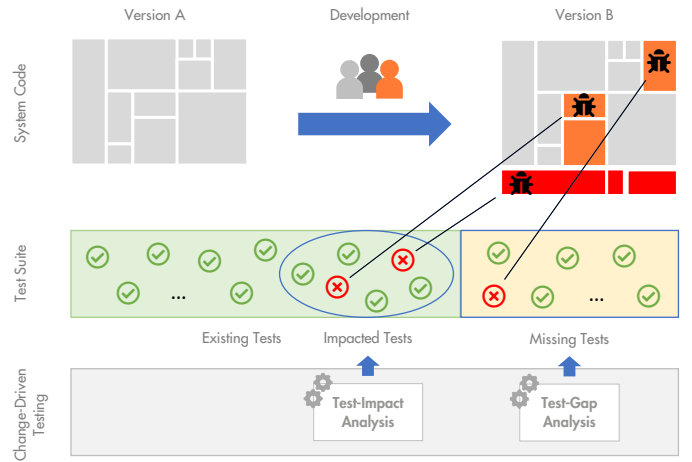 Version A
Development
Version B
System Code
Test Suite
...
...
Existing Tests
Impacted Tests
Missing Tests
Change-Driven
Testing
Test-Impact
Analysis
Test-Gap
Analysis